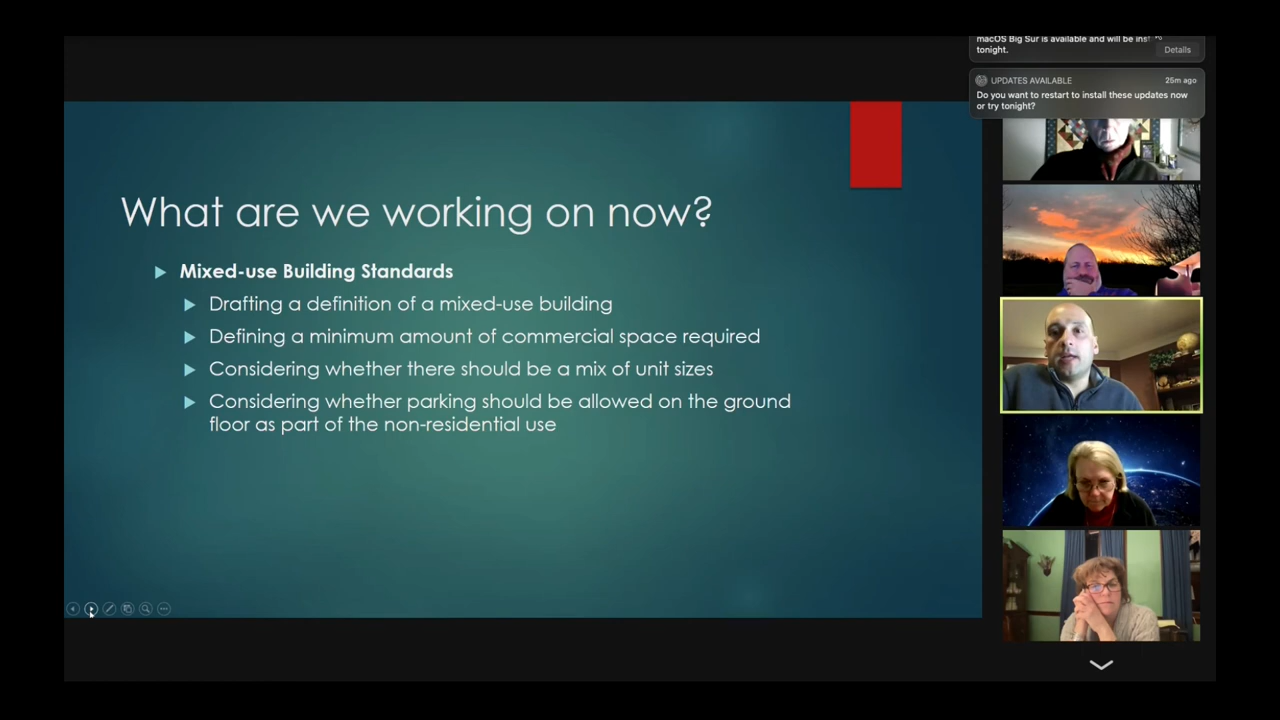 macOS Big Sur is available and will be
tonight.
Details
UPDATES AVAILABLE
25m ago
Do you want to restart to install these updates now
or try tonight?
What are we working on now?
Mixed-use Building Standards
Drafting a definition of a mixed-use building
Defining a minimum amount of commercial space required
Considering whether there should be a mix of unit sizes
Considering whether parking should be allowed on the ground
floor as part of the non-residential use